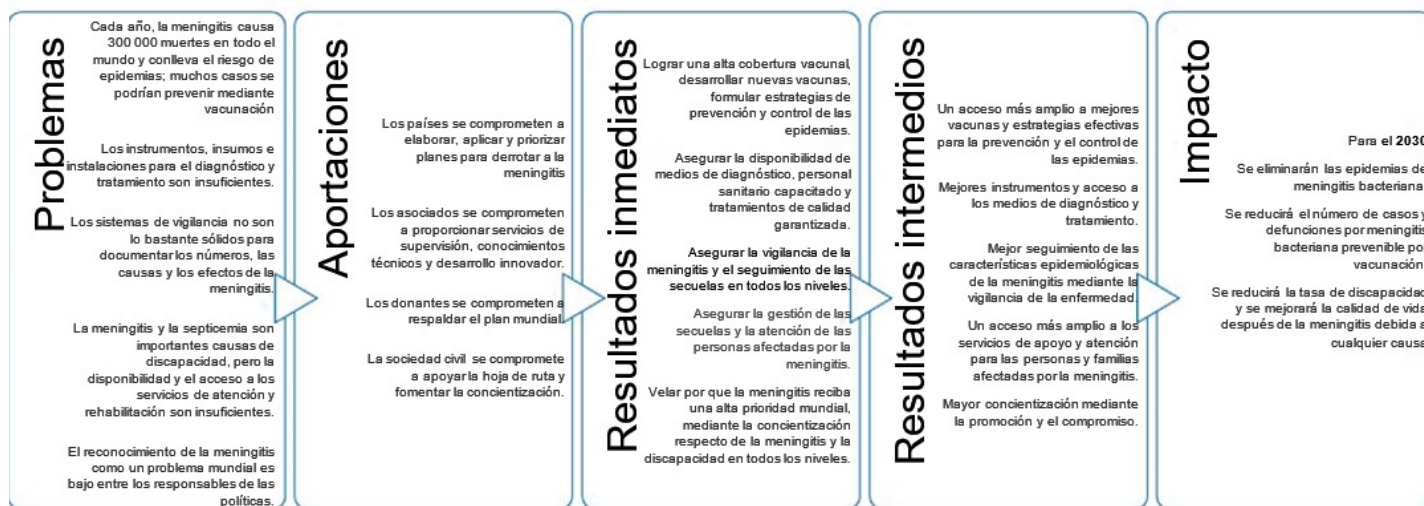 Problemas
Cada año, la meningitis causa
300 000 muertes en todo el
mundo y conlleva el riesgo de
epidemias; muchos casos se
podrían prevenir mediante
vacunación
Los instrumentos, insumos e
instalaciones para el diagnóstico y
tratamiento son insuficientes.
Los sistemas de vigilancia no son
lo bastante sólidos para
documentar los números, las
causas y los efectos de la
meningitis.
La meningitis y la septicemia son
importantes causas de
discapacidad, pero la
disponibilidad y el acceso a los
servicios de atención y
rehabilitación son insuficientes.
El reconocimiento de la meningitis
como un problema mundial es
bajo entre los responsables de las
políticas.
Aportaciones
Los países se comprometen a
elaborar, aplicar y priorizar
planes para derrotar a la
meningitis
Los asociados se comprometen
a proporcionar servicios de
supervisión, conocimientos
técnicos y desarrollo innovador.
Los donantes se comprometen a
respaldar el plan mundial.
La sociedad civil se compromete
a apoyar la hoja de ruta y
fomentar la concientización.
Resultados inmediatos
Lograr una alta cobertura vacunal,
desarrollar nuevas vacunas,
formular estrategias de
prevención y control de las
epidemias.
Asegurar la disponibilidad de
medios de diagnóstico, personal
sanitario capacitado y
tratamientos de calidad
garantizada.
Asegurar la vigilancia de la
meningitis y el seguimiento de las
secuelas en todos los niveles.
Asegurar la gestión de las
secuelas y la atención de las
personas afectadas por la
meningitis.
Velar por que la meningitis reciba
una alta prioridad mundial,
mediante la concientización
respecto de la meningitis y la
discapacidad en todos los niveles.
Resultados intermedios
Un acceso más amplio a mejores
vacunas y estrategias efectivas
para la prevención y el control de
las epidemias.
Mejores instrumentos y acceso a
los medios de diagnóstico y
tratamiento.
Mejor seguimiento de las
características epidemiológicas
de la meningitis mediante la
vigilancia de la enfermedad.
Un acceso más amplio a los
servicios de apoyo y atención
para las personas y familias
afectadas por la meningitis.
Mayor concientización mediante
la promoción y el compromiso.
Impacto
Para el 2030
Se eliminarán las epidemias de
meningitis bacteriana
Se reducirá el número de casos y
defunciones por meningitis
bacteriana prevenible por
vacunación
Se reducirá la tasa de discapacidad
y se mejorará la calidad de vida
después de la meningitis debida a
cualquier causa